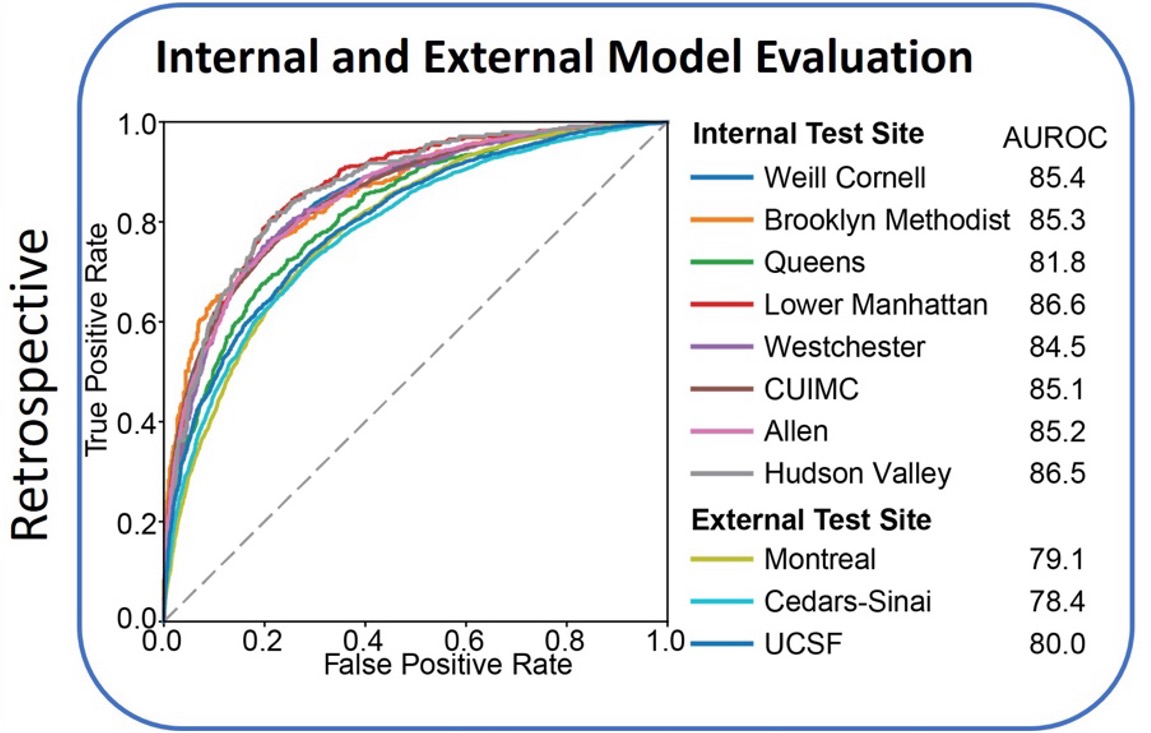 Internal and External Model Evaluation
Retrospective
True Positive Rate
1.0
0.8
0.6
0.4
0.2
0.0
0.0 0.2 0.4 0.6 0.8 1.0
False Positive Rate
Internal Test Site AUROC
Weill Cornell 85.4
Brooklyn Methodist 85.3
Queens 81.8
Lower Manhattan 86.6
Westchester 84.5
CUIMC 85.1
Allen 85.2
Hudson Valley 86.5
External Test Site
Montreal 79.1
Cedars-Sinai 78.4
UCSF 80.0